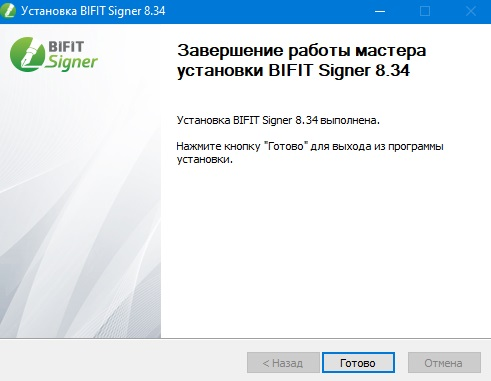 Установка BIFIT Signer 8.34
BIFIT
Signer
Завершение работы мастера
установки BIFIT Signer 8.34
Установка BIFIT Signer 8.34 выполнена.
Нажмите кнопку "Готово" для выхода из программы
установки.
< Назад
Готово
Отмена